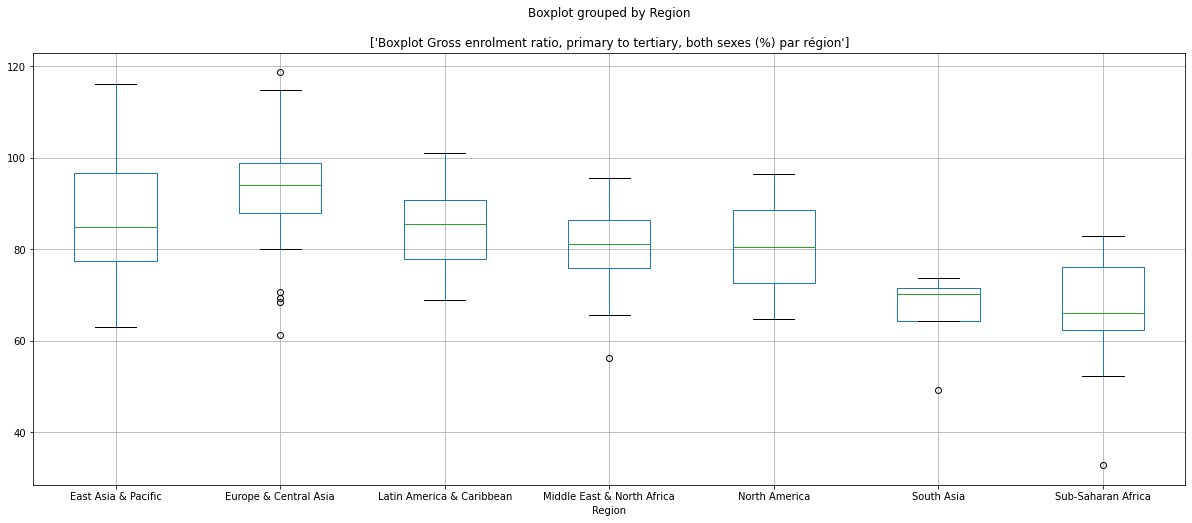 Boxplot grouped by Region
['Boxplot Gross enrolment ratio, primary to tertiary, both sexes (%) par région']
120
100
80
60
40
East Asia & Pacific
Europe & Central Asia
Latin America & Caribbean
Middle East & North Africa
North America
South Asia
Sub-Saharan Africa
Region